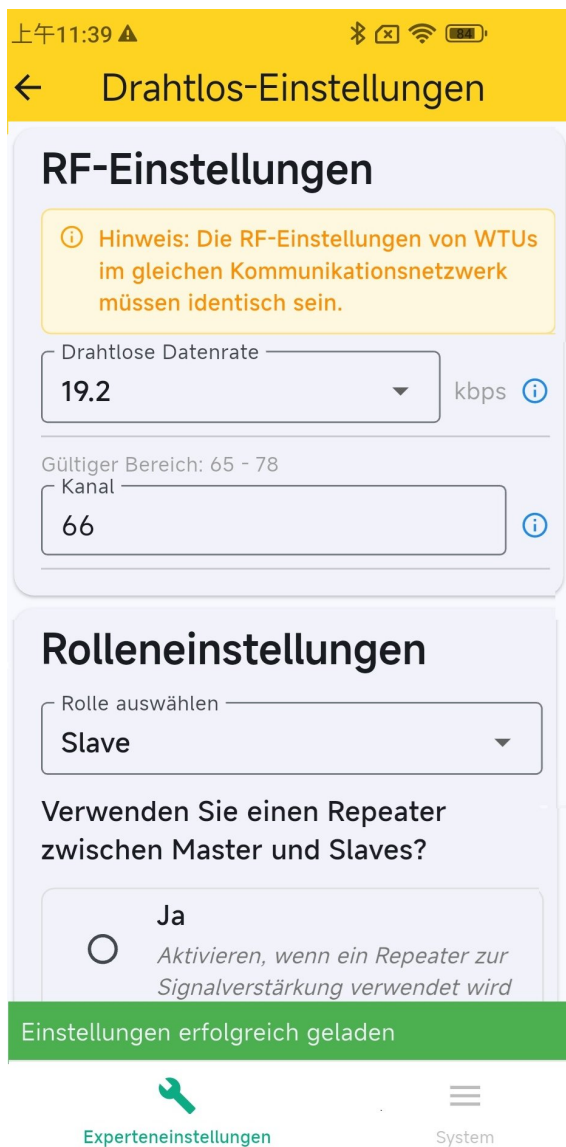 上午11:39
84
Drahtlos-Einstellungen
RF-Einstellungen
Hinweis: Die RF-Einstellungen von WTUs
im gleichen Kommunikationsnetzwerk
müssen identisch sein.
Drahtlose Datenrate
19.2
kbps
Gültiger Bereich: 65 - 78
Kanal
66
Rolleneinstellungen
Rolle auswählen
Slave
Verwenden Sie einen Repeater
zwischen Master und Slaves?
Ja
Aktivieren, wenn ein Repeater zur
Signalverstärkung verwendet wird
Einstellungen erfolgreich geladen
Experteneinstellungen
System